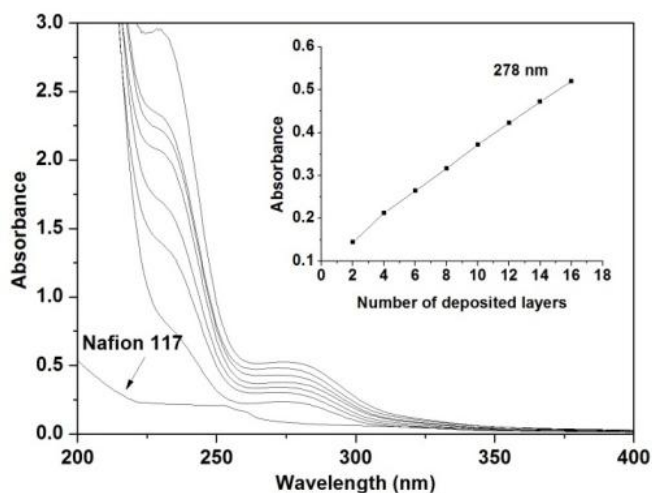 3.0
2.5
2.0
1.5
1.0
0.5
0.0
Absorbance
200
250
300
350
400
Wavelength (nm)
Nafion 117
0.6
0.5
0.4
0.3
0.2
0.1
Absorbance
278 nm
0 2 4 6 8 10 12 14 16 18
Number of deposited layers